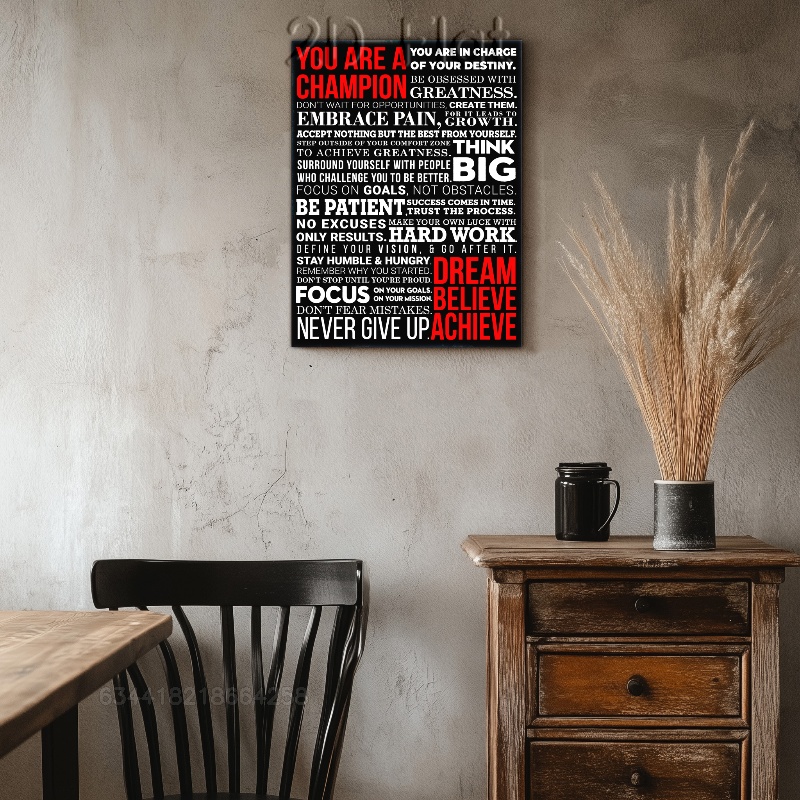 2D Flat
YOU ARE A
CHAMPION
YOU ARE IN CHARGE
OF YOUR DESTINY.
BE OBSESSED WITH
GREATNESS.
DON'T WAIT FOR OPPORTUNITIES, CREATE THEM.
EMBRACE PAIN, FOR IT LEADS TO
GROWTH.
ACCEPT NOTHING BUT THE BEST FROM YOURSELF.
STEP OUTSIDE OF YOUR COMFORT ZONE
TO ACHIEVE GREATNESS.
THINK
BIG
SURROUND YOURSELF WITH PEOPLE
WHO CHALLENGE YOU TO BE BETTER.
FOCUS ON GOALS, NOT OBSTACLES.
BE PATIENT
SUCCESS COMES IN TIME.
,TRUST THE PROCESS.
NO EXCUSES
ONLY RESULTS.
MAKE YOUR OWN LUCK WITH
HARD WORK.
DEFINE YOUR VISION, & GO AFTER IT.
STAY HUMBLE & HUNGRY.
REMEMBER WHY YOU STARTED.
DON'T STOP UNTIL YOU'RE PROUD.
FOCUS
ON YOUR GOALS.
ON YOUR MISSION.
DON'T FEAR MISTAKES.
NEVER GIVE UP.
DREAM
BELIEVE
ACHIEVE
634418218664258